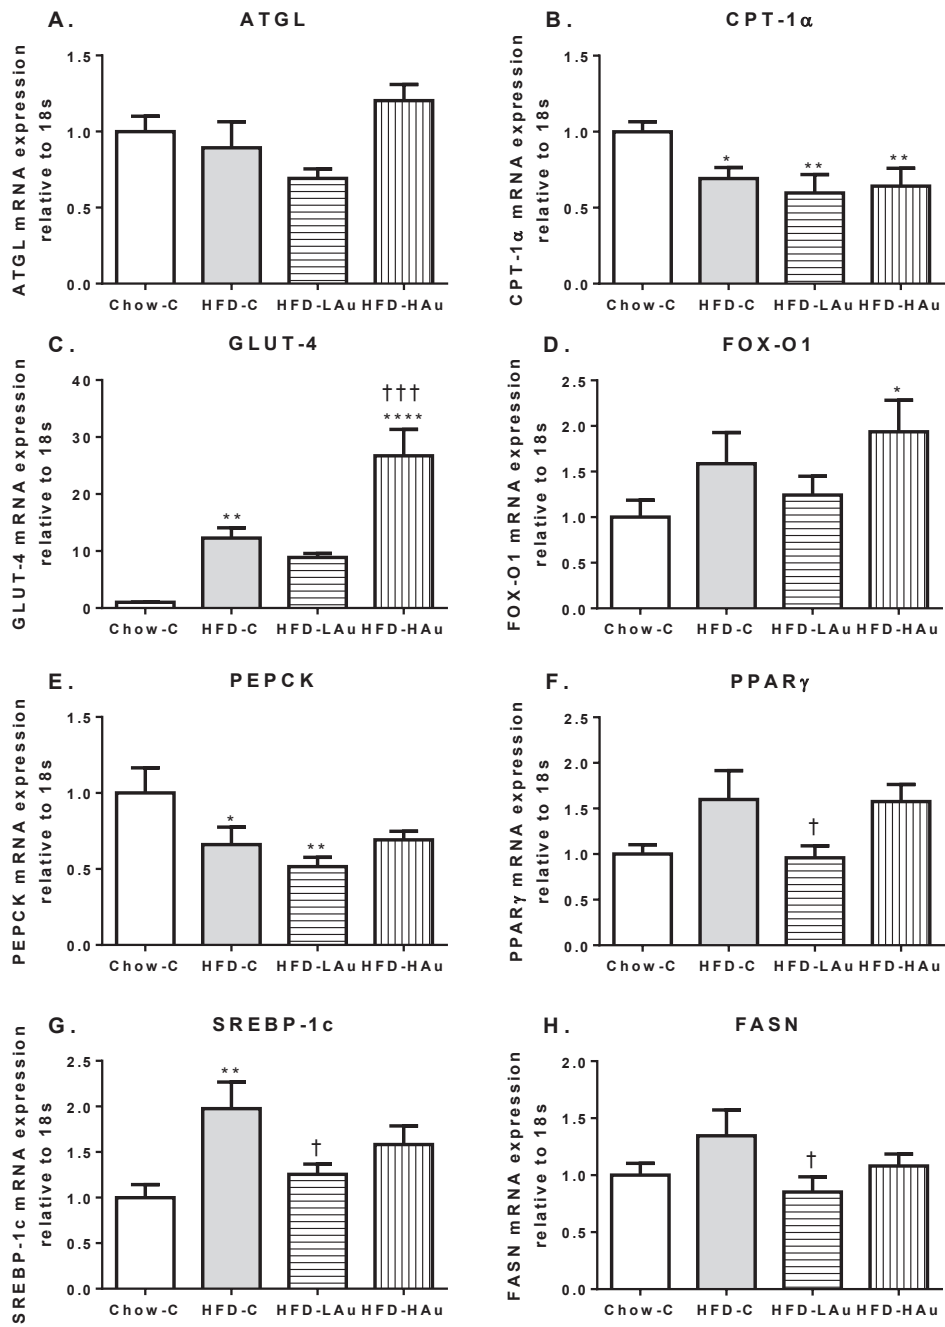 A.
ATGL
ATGL mRNA expression
relative to 18s
1.5
1.0
0.5
0.0
Chow-C HFD-C HFD-LAu HFD-HAu
B.
CPT-1α
CPT-1α mRNA expression
relative to 18s
1.5
1.0
0.5
0.0
*
**
**
Chow-C HFD-C HFD-LAu HFD-HAu
C.
GLUT-4
GLUT-4 mRNA expression
relative to 18s
40
30
20
10
0
**
†††
****
Chow-C HFD-C HFD-LAu HFD-HAu
D.
FOX-O1
FOX-O1 mRNA expression
relative to 18s
2.5
2.0
1.5
1.0
0.5
0.0
*
Chow-C HFD-C HFD-LAu HFD-HAu
E.
PEPCK
PEPCK mRNA expression
relative to 18s
1.5
1.0
0.5
0.0
*
**
Chow-C HFD-C HFD-LAu HFD-HAu
F.
PPARγ
PPARγ mRNA expression
relative to 18s
2.5
2.0
1.5
1.0
0.5
0.0
†
Chow-C HFD-C HFD-LAu HFD-HAu
G.
SREBP-1c
SREBP-1c mRNA expression
relative to 18s
2.5
2.0
1.5
1.0
0.5
0.0
**
†
Chow-C HFD-C HFD-LAu HFD-HAu
H.
FASN
FASN mRNA expression
relative to 18s
2.0
1.5
1.0
0.5
0.0
†
Chow-C HFD-C HFD-LAu HFD-HAu